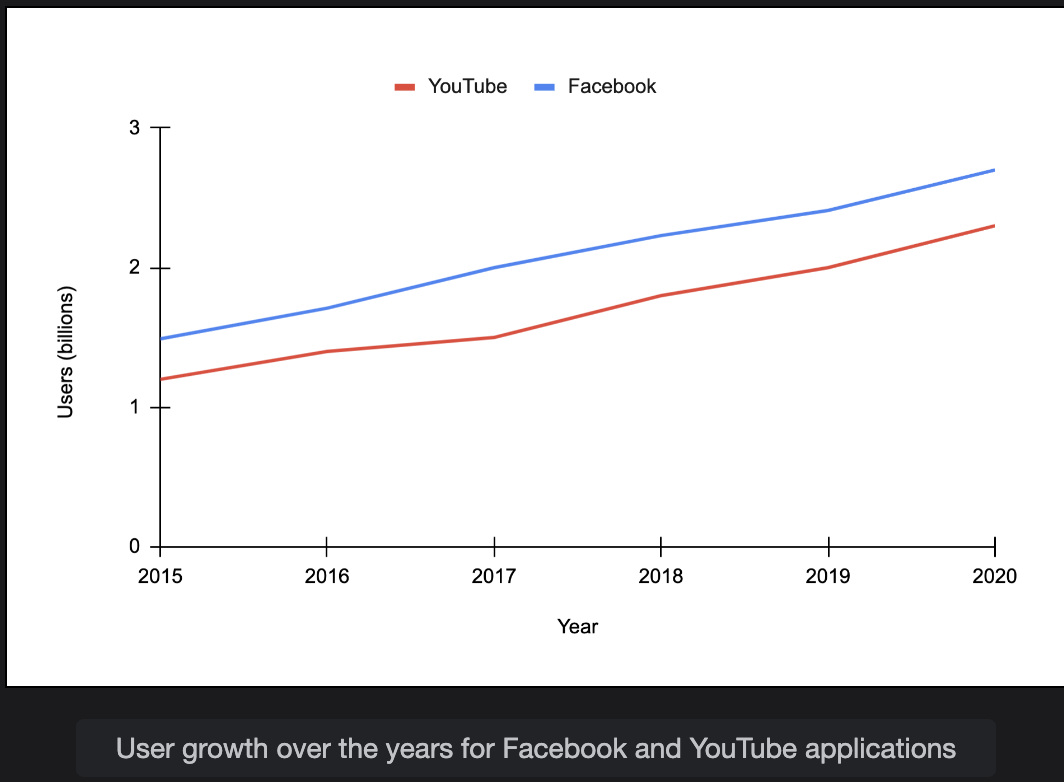 YouTube Facebook
3
2
1
0
Users (billions)
2015 2016 2017 2018 2019 2020
Year
User growth over the years for Facebook and YouTube applications